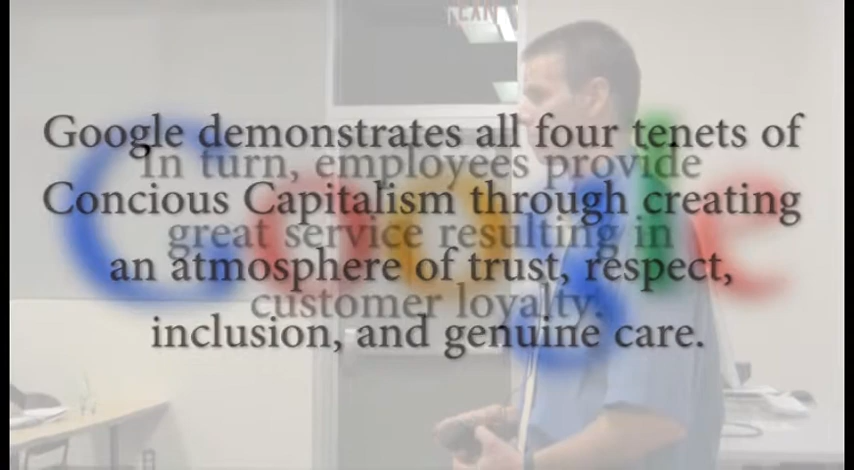 Google demonstrates all four tenets of
Concious Capitalism through creating
an atmosphere of trust, respect,
inclusion, and genuine care.
In turn, employees provide
great service resulting in
customer loyalty.
Google